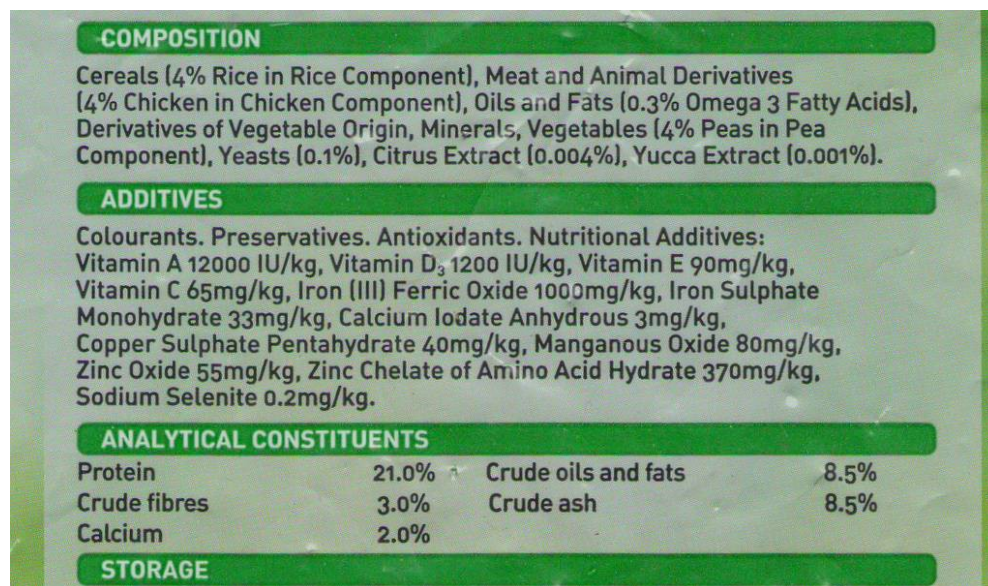 COMPOSITION
Cereals (4% Rice in Rice Component), Meat and Animal Derivatives
(4% Chicken in Chicken Component), Oils and Fats (0.3% Omega 3 Fatty Acids),
Derivatives of Vegetable Origin, Minerals, Vegetables (4% Peas in Pea
Component), Yeasts (0.1%), Citrus Extract (0.004%), Yucca Extract (0.001%).
ADDITIVES
Colourants. Preservatives. Antioxidants. Nutritional Additives:
Vitamin A 12000 IU/kg, Vitamin D₃ 1200 IU/kg, Vitamin E 90mg/kg,
Vitamin C 65mg/kg, Iron (III) Ferric Oxide 1000mg/kg, Iron Sulphate
Monohydrate 33mg/kg, Calcium Iodate Anhydrous 3mg/kg,
Copper Sulphate Pentahydrate 40mg/kg, Manganous Oxide 80mg/kg,
Zinc Oxide 55mg/kg, Zinc Chelate of Amino Acid Hydrate 370mg/kg,
Sodium Selenite 0.2mg/kg.
ANALYTICAL CONSTITUENTS
Protein 21.0% Crude oils and fats 8.5%
Crude fibres 3.0% Crude ash 8.5%
Calcium 2.0%
STORAGE